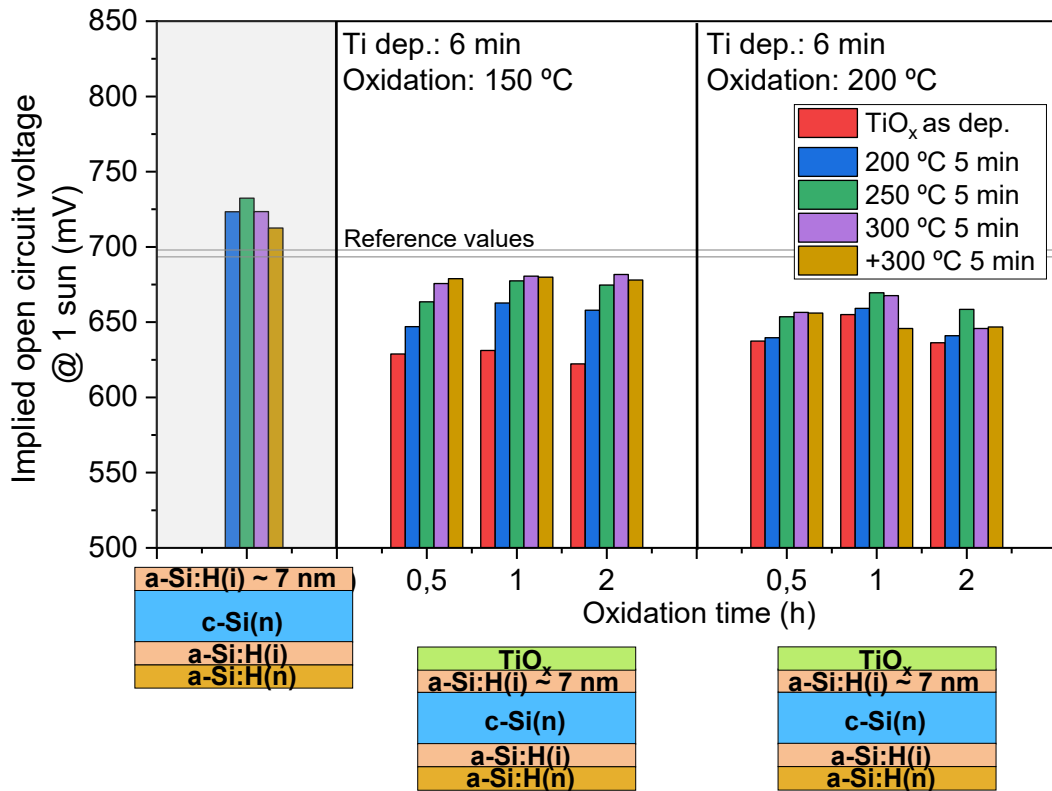 Implied open circuit voltage
@ 1 sun (mV)
850
800
750
700
650
600
550
500
Ti dep.: 6 min
Oxidation: 150 ºC
Ti dep.: 6 min
Oxidation: 200 ºC
TiOx as dep.
200 ºC 5 min
250 ºC 5 min
300 ºC 5 min
+300 ºC 5 min
Reference values
0,5 1 2 0,5 1 2
Oxidation time (h)
a-Si:H(i) ~ 7 nm)
c-Si(n)
a-Si:H(i)
a-Si:H(n)
TiOx
a-Si:H(i) ~ 7 nm
c-Si(n)
a-Si:H(i)
a-Si:H(n)
TiOx
a-Si:H(i) ~ 7 nm
c-Si(n)
a-Si:H(i)
a-Si:H(n)